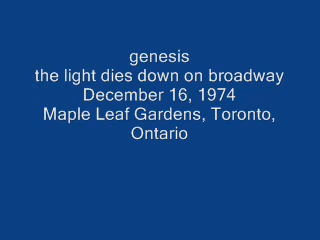 genesis
the light dies down on broadway
December 16, 1974
Maple Leaf Gardens, Toronto,
Ontario